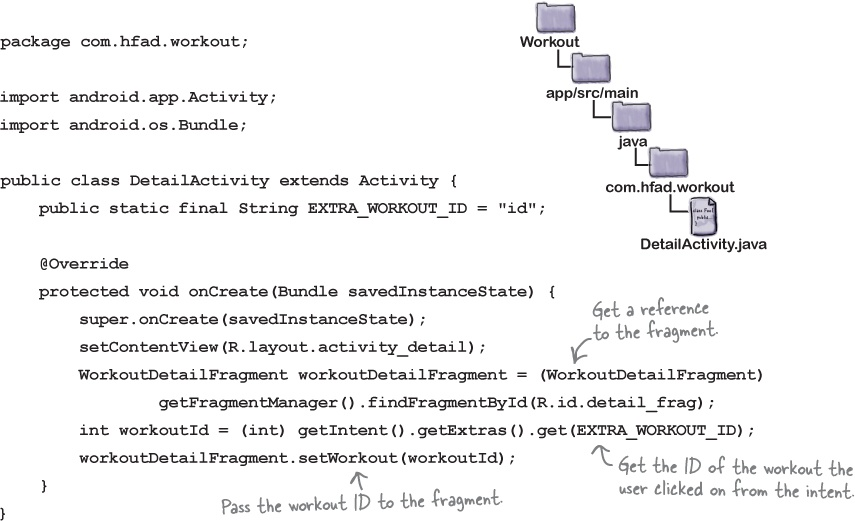 package com.hfad.workout;
import android.app.Activity;
import android.os.Bundle;
public class DetailActivity extends Activity {
public static final String EXTRA_WORKOUT_ID = "id";
@Override
protected void onCreate(Bundle savedInstanceState) {
super.onCreate(savedInstanceState);
setContentView(R.layout.activity_detail);
WorkoutDetailFragment workoutDetailFragment = (WorkoutDetailFragment)
getFragmentManager().findFragmentById(R.id.detail_frag);
int workoutId = (int) getIntent().getExtras().get(EXTRA_WORKOUT_ID);
workoutDetailFragment.setWorkout(workoutId);
}
}
Workout
app/src/main
java
com.hfad.workout
DetailActivity.java
Get a reference
to the fragment.
Get the ID of the workout the
user clicked on from the intent.
Pass the workout ID to the fragment.